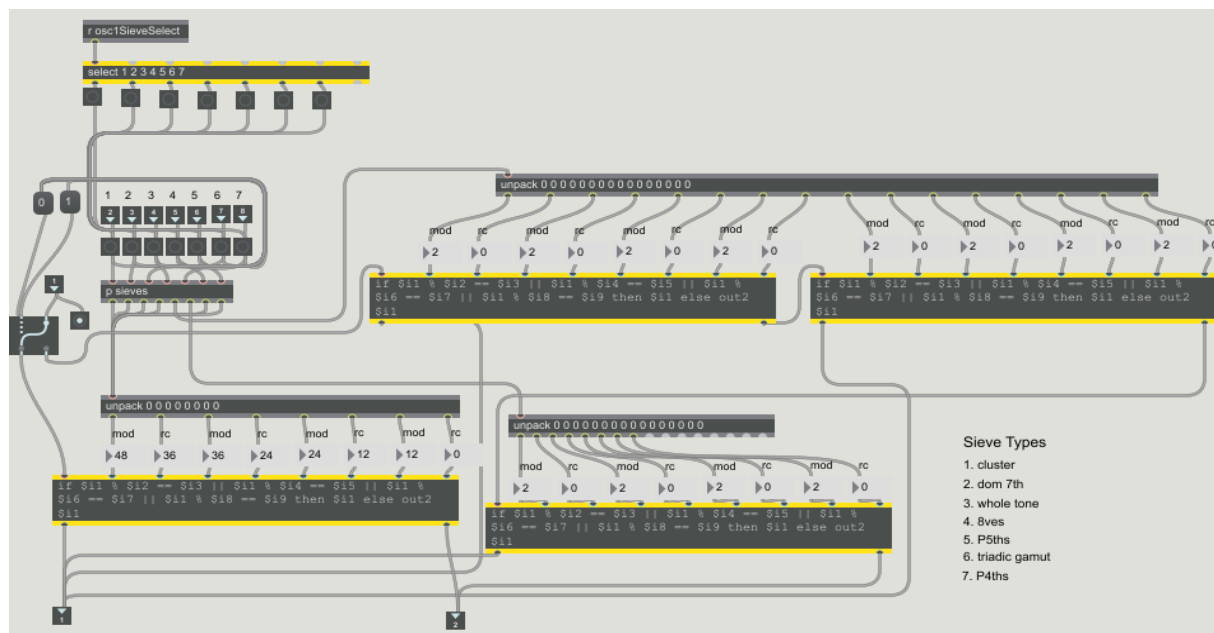 r osc1SieveSelect
select 1 2 3 4 5 6 7
1 2 3 4 5 6 7
0 1
2 3 4 5 6 7 8
1
p sieves
unpack 0 0 0 0 0 0 0 0 0 0 0 0 0 0 0 0
mod rc mod rc mod rc mod rc mod rc mod rc mod rc mod rc
2 0 2 0 2 0 2 0 2 0 2 0 2 0 2 0
if $i1 % $i2 == $i3 || $i1 % $i4 == $i5 || $i1 %
$i6 == $i7 || $i1 % $i8 == $i9 then $i1 else out2
$i1
if $i1 % $i2 == $i3 || $i1 % $i4 == $i5 || $i1 %
$i6 == $i7 || $i1 % $i8 == $i9 then $i1 else out2
$i1
unpack 0 0 0 0 0 0 0 0
mod rc mod rc mod rc mod rc
48 36 36 24 24 12 12 0
if $i1 % $i2 == $i3 || $i1 % $i4 == $i5 || $i1 %
$i6 == $i7 || $i1 % $i8 == $i9 then $i1 else out2
$i1
unpack 0 0 0 0 0 0 0 0 0 0 0 0 0 0 0 0
mod rc mod rc mod rc mod rc
2 0 2 0 2 0 2 0
if $i1 % $i2 == $i3 || $i1 % $i4 == $i5 || $i1 %
$i6 == $i7 || $i1 % $i8 == $i9 then $i1 else out2
$i1
Sieve Types
1. cluster
2. dom 7th
3. whole tone
4. 8ves
5. P5ths
6. triadic gamut
7. P4ths
1
2